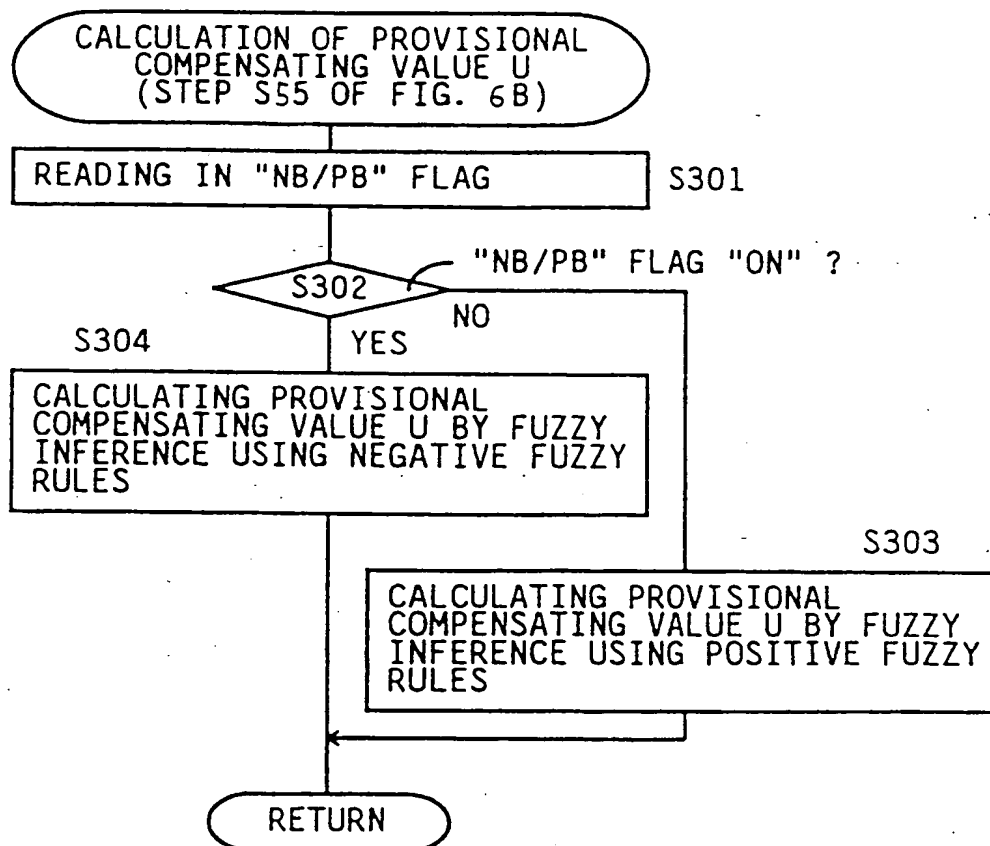 CALCULATION OF PROVISIONAL
COMPENSATING VALUE U
(STEP S55 OF FIG. 6B)
READING IN "NB/PB" FLAG
S301
"NB/PB" FLAG "ON" ?
S302
NO
YES
S304
CALCULATING PROVISIONAL
COMPENSATING VALUE U BY FUZZY
INFERENCE USING NEGATIVE FUZZY
RULES
S303
CALCULATING PROVISIONAL
COMPENSATING VALUE U BY FUZZY
INFERENCE USING POSITIVE FUZZY
RULES
RETURN